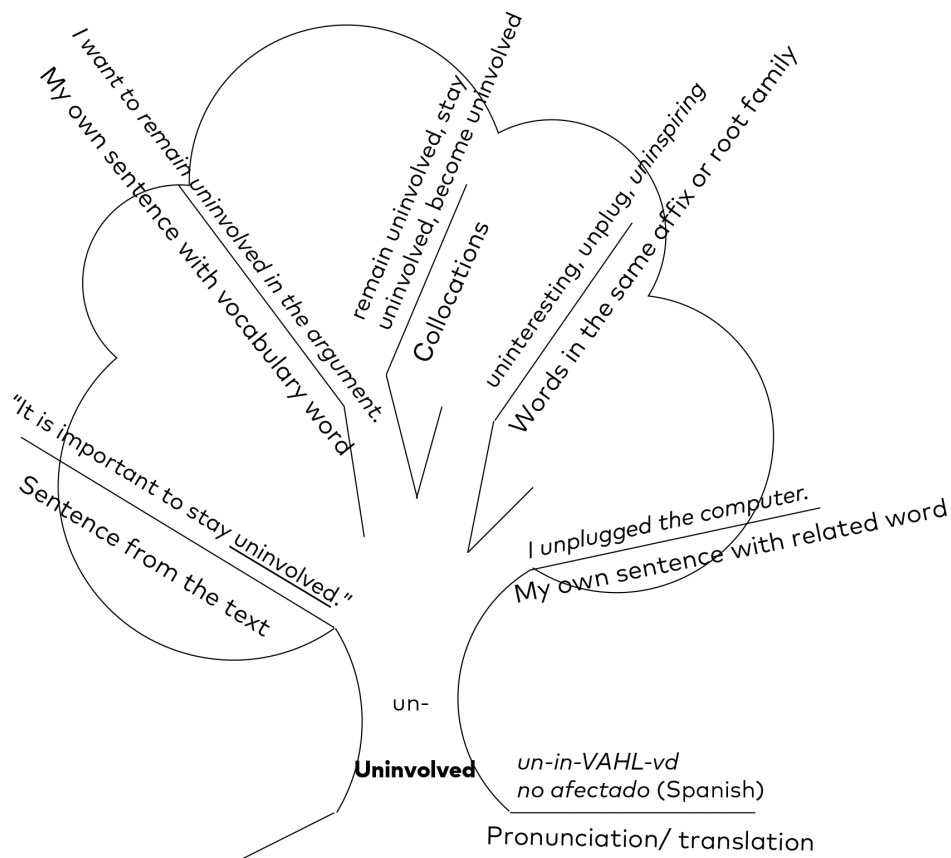 I want to remain uninvolved in the argument.
My own sentence with vocabulary word
remain uninvolved, stay
uninvolved, become uninvolved
Collocations
uninteresting, unplug, uninspiring
Words in the same affix or root family
"It is important to stay uninvolved."
Sentence from the text
I unplugged the computer.
My own sentence with related word
un-
Uninvolved
un-in-VAHL-vd
no afectado (Spanish)
Pronunciation/ translation